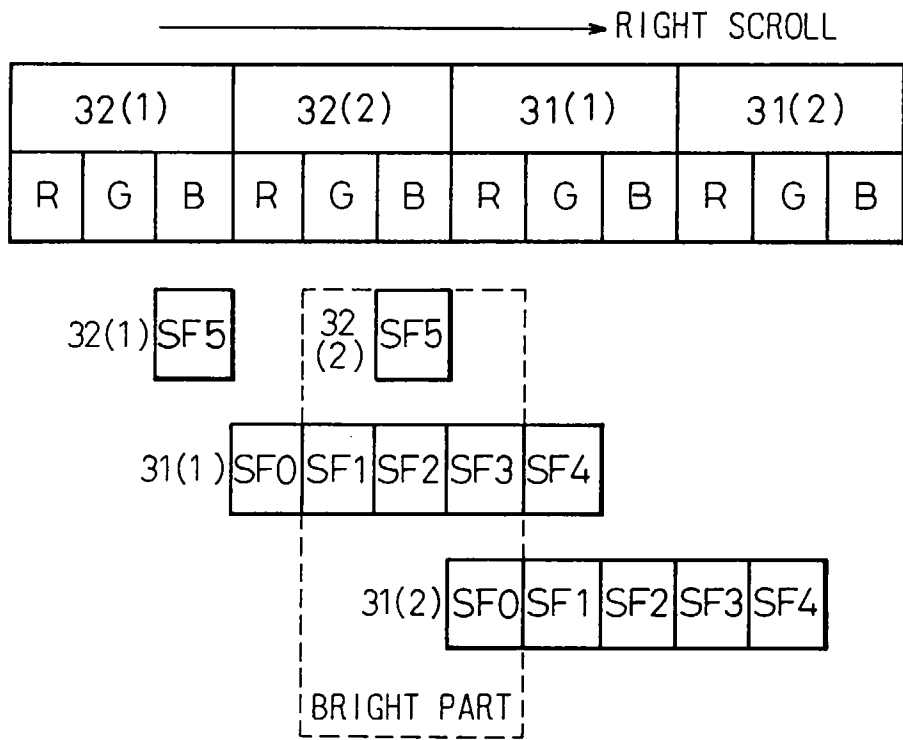 RIGHT SCROLL
32(1) 32(2) 31(1) 31(2)
R G B R G B R G B R G B
32(1) SF5 32 (2) SF5
31(1) SF0 SF1 SF2 SF3 SF4
31(2) SF0 SF1 SF2 SF3 SF4
BRIGHT PART